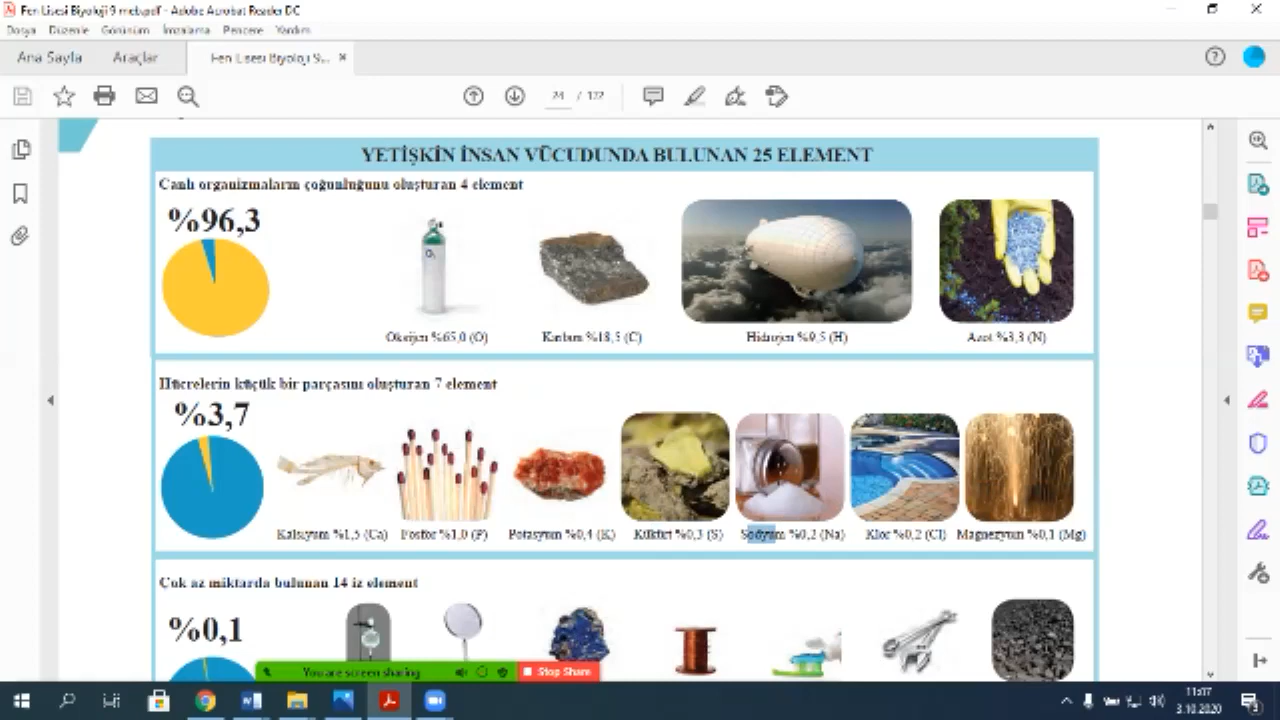 Fen Lisesi Biyoloji 9 meb.pdf - Adobe Acrobat Reader DC
Dosya Düzenle Görünüm İmzalama Pencere Yardım
Ana Sayfa Araçlar Fen Lisesi Biyoloji 9...
24 / 122
YETİŞKİN İNSAN VÜCUDUNDA BULUNAN 25 ELEMENT
Canlı organizmaların çoğunluğunu oluşturan 4 element
%96,3
O₂
Oksijen %65,0 (O) Karbon %18,5 (C) Hidrojen %9,5 (H) Azot %3,3 (N)
Hücrelerin küçük bir parçasını oluşturan 7 element
%3,7
Kalsiyum %1,5 (Ca) Fosfor %1,0 (P) Potasyum %0,4 (K) Kükürt %0,3 (S) Sodyum %0,2 (Na) Klor %0,2 (Cl) Magnezyum %0,1 (Mg)
Çok az miktarda bulunan 14 iz element
%0,1
You are screen sharing Stop Share
11:07
3.10.2020